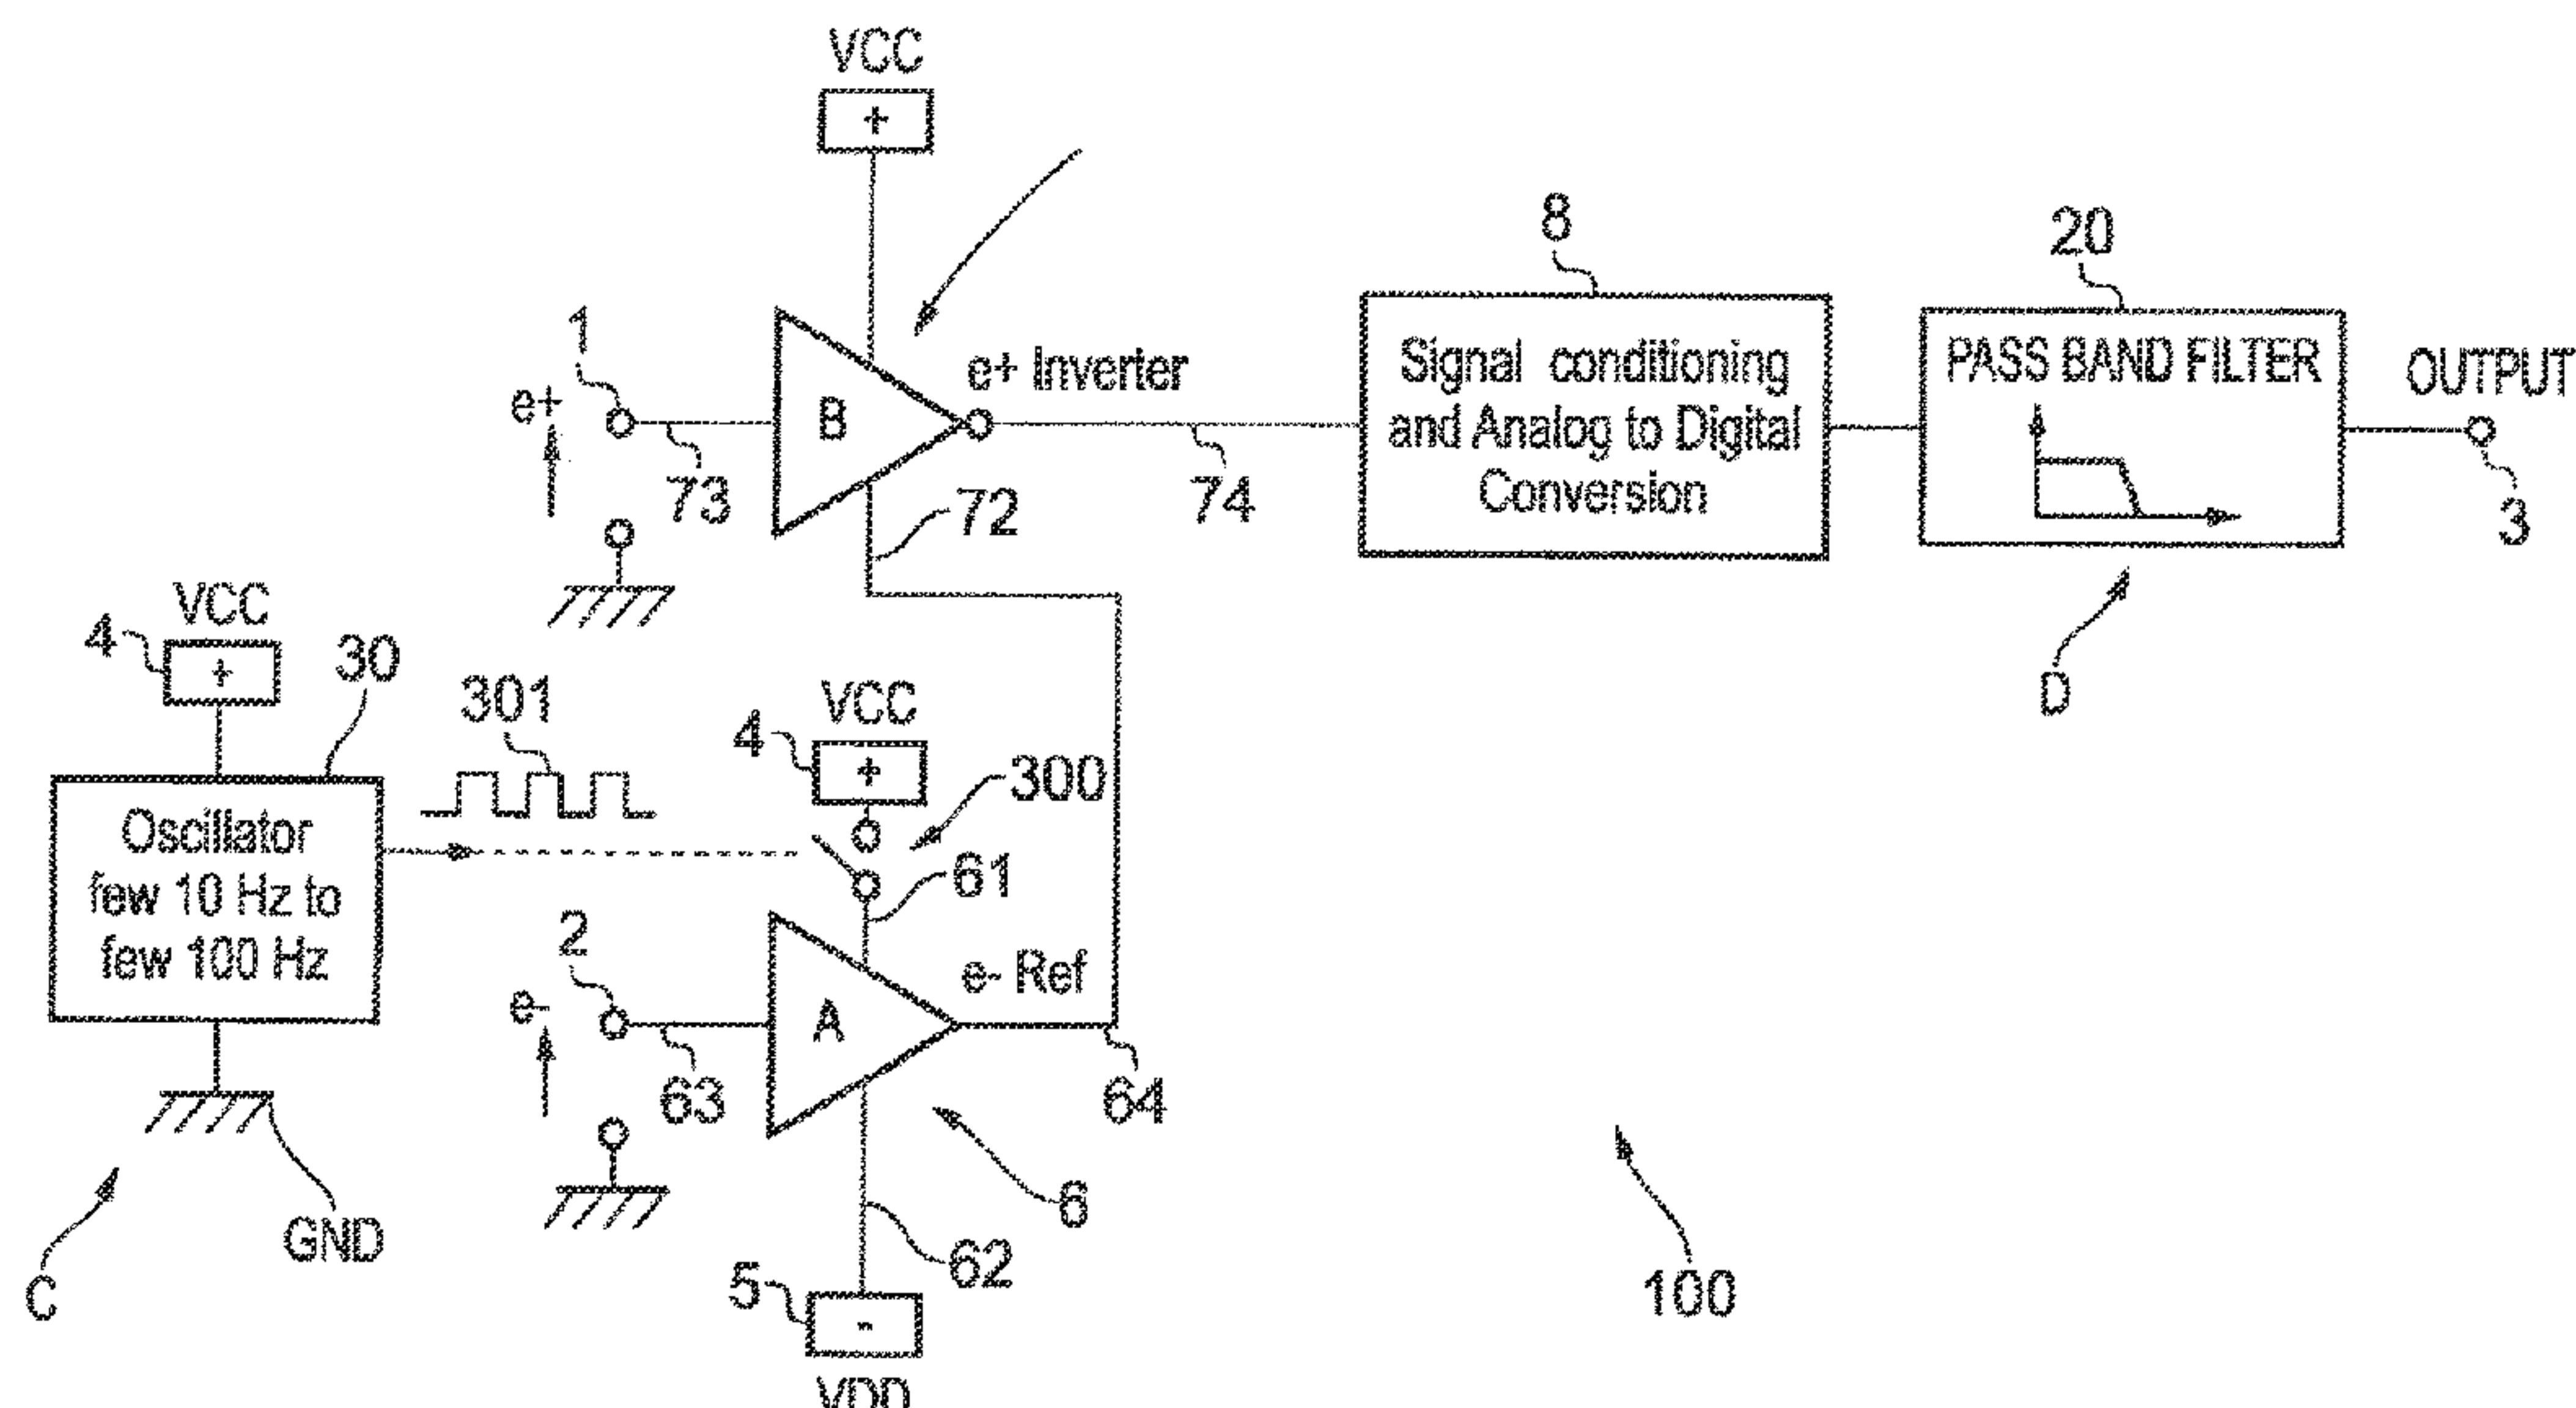 VCC
+
8
20
1
e+
B
e+ Inverter
Signal conditioning
and Analog to Digital
Conversion
PASS BAND FILTER
OUTPUT
3
73
72
74
D
VCC
4
+
30
301
VCC
4
+
300
61
Oscillator
few 10 Hz to
few 100 Hz
2
e-
A
e- Ref
63
64
6
62
GND
C
5
-
VDD
100